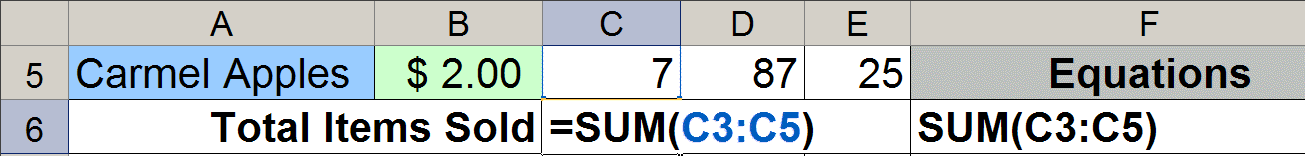 A B C D E F
5 Carmel Apples $ 2.00 7 87 25 Equations
6 Total Items Sold =SUM(C3:C5) SUM(C3:C5)